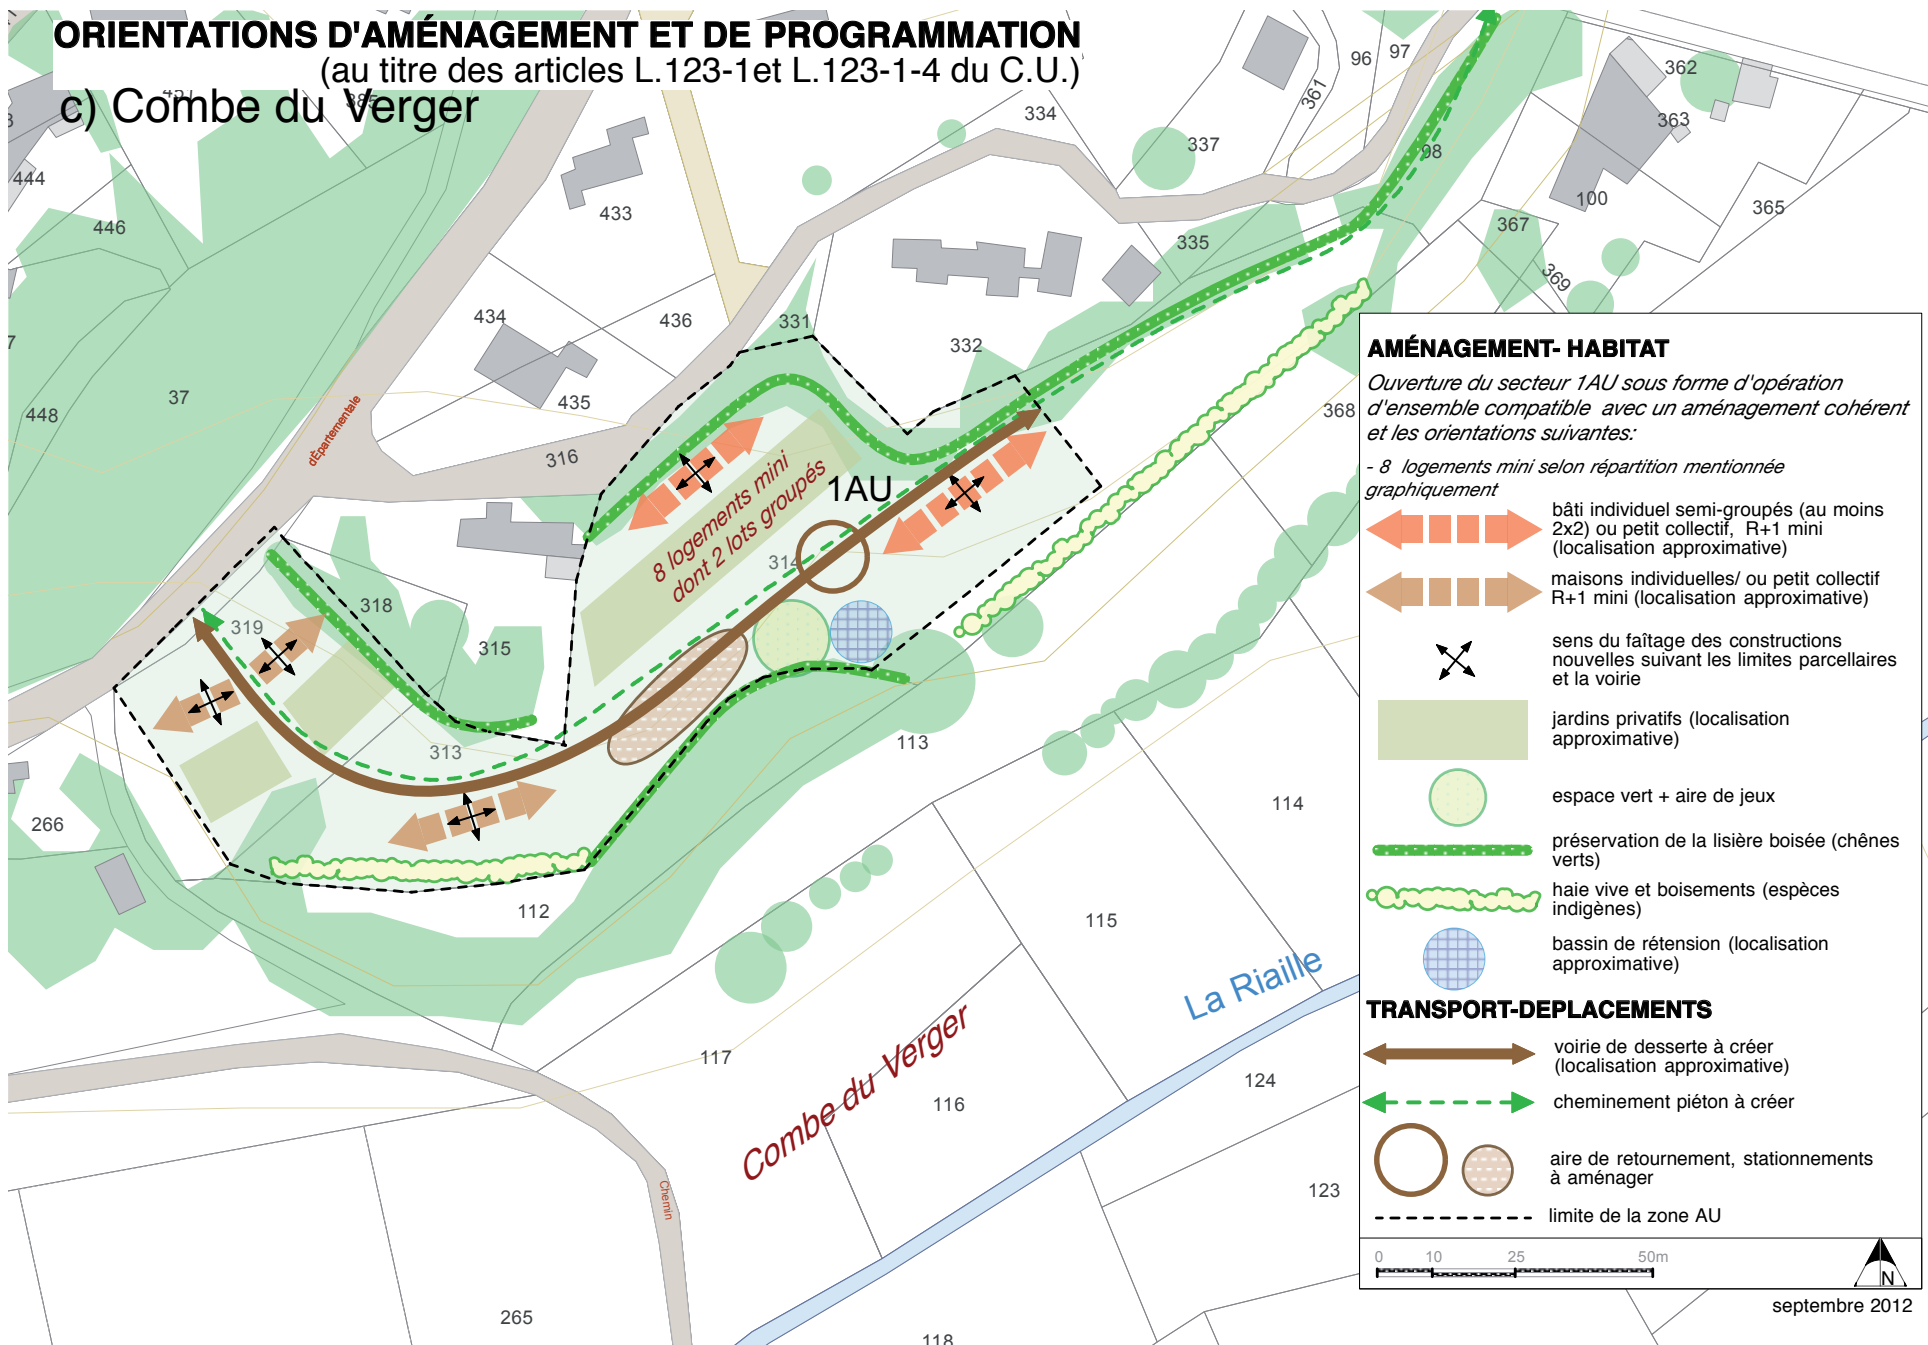 ORIENTATIONS D'AMÉNAGEMENT ET DE PROGRAMMATION
(au titre des articles L.123-1et L.123-1-4 du C.U.)
c) Combe du Verger
385
444
446
448
37
433
434
436
435
316
331
332
334
335
337
361
96
97
98
362
363
100
365
367
369
368
dÉpartementale
8 logements mini
dont 2 lots groupés
1AU
314
318
319
315
313
266
112
113
114
115
117
116
124
123
265
118
La Riaille
Combe du Verger
Chemin
AMÉNAGEMENT- HABITAT
Ouverture du secteur 1AU sous forme d'opération
d'ensemble compatible avec un aménagement cohérent
et les orientations suivantes:
- 8 logements mini selon répartition mentionnée
graphiquement
bâti individuel semi-groupés (au moins
2x2) ou petit collectif, R+1 mini
(localisation approximative)
maisons individuelles/ ou petit collectif
R+1 mini (localisation approximative)
sens du faîtage des constructions
nouvelles suivant les limites parcellaires
et la voirie
jardins privatifs (localisation
approximative)
espace vert + aire de jeux
préservation de la lisière boisée (chênes
verts)
haie vive et boisements (espèces
indigènes)
bassin de rétention (localisation
approximative)
TRANSPORT-DEPLACEMENTS
voirie de desserte à créer
(localisation approximative)
cheminement piéton à créer
aire de retournement, stationnements
à aménager
limite de la zone AU
0 10 25 50m
N
septembre 2012